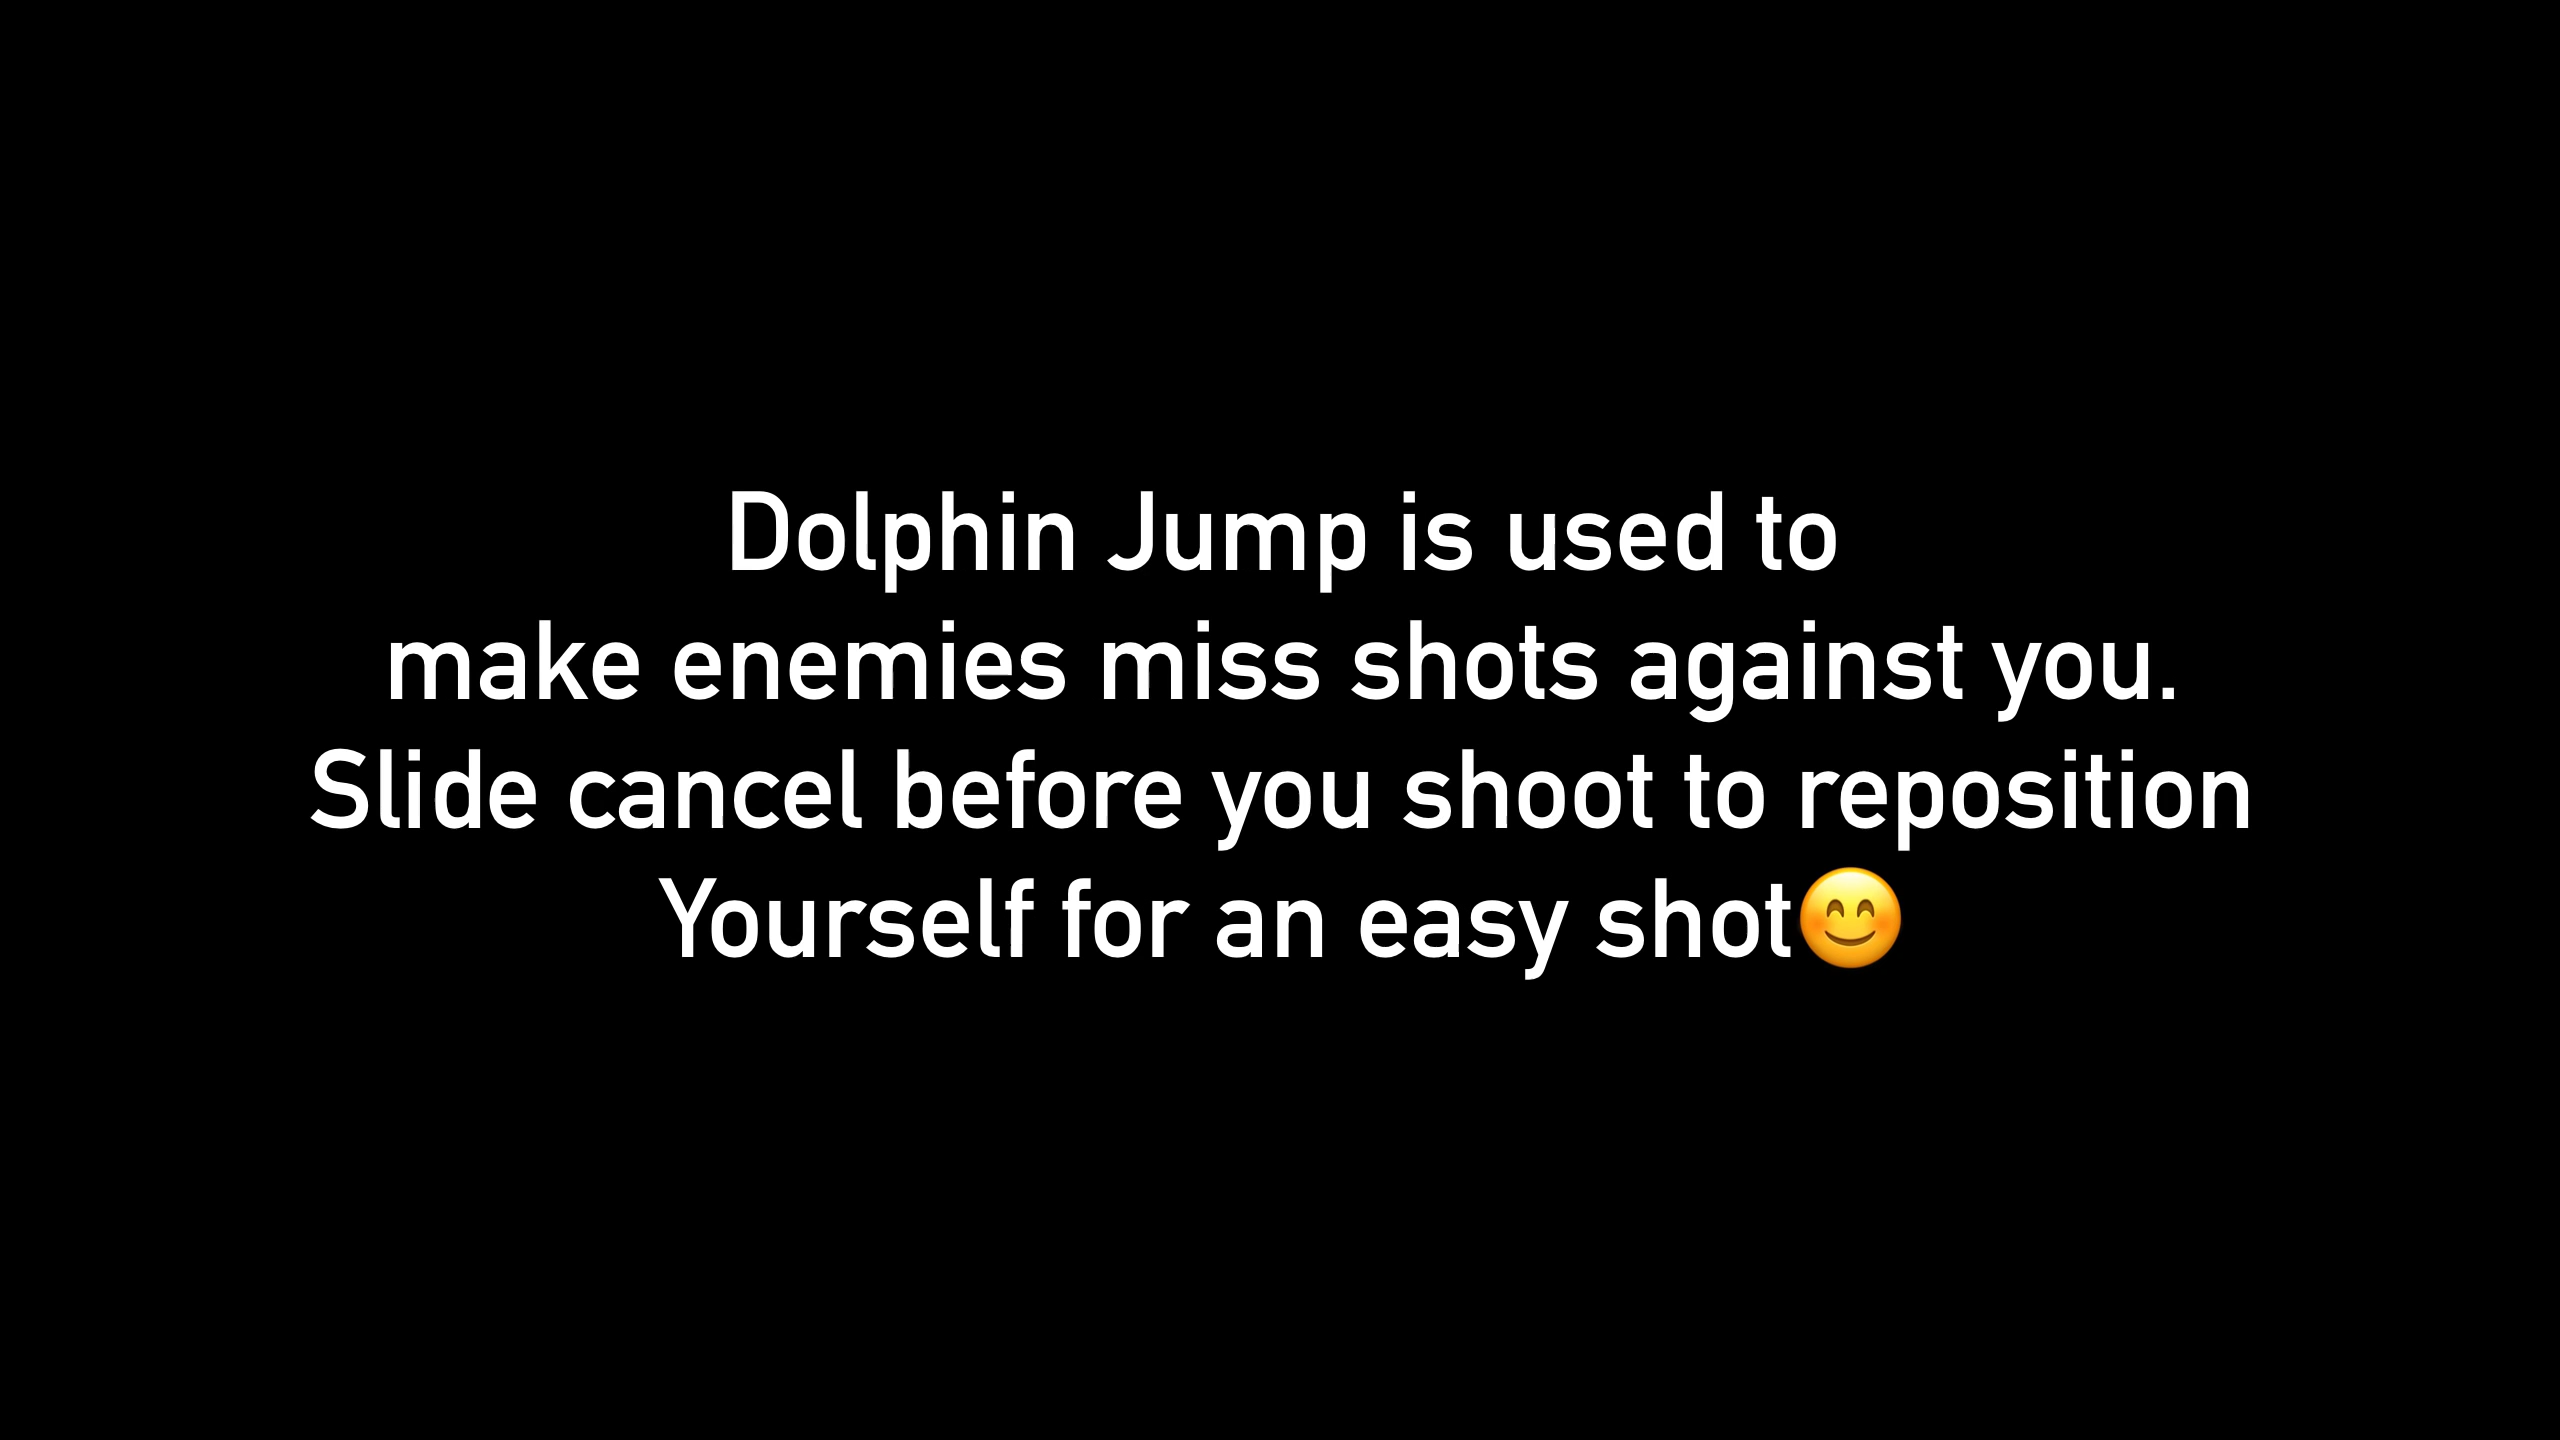 Dolphin Jump is used to
make enemies miss shots against you.
Slide cancel before you shoot to reposition
Yourself for an easy shot😊